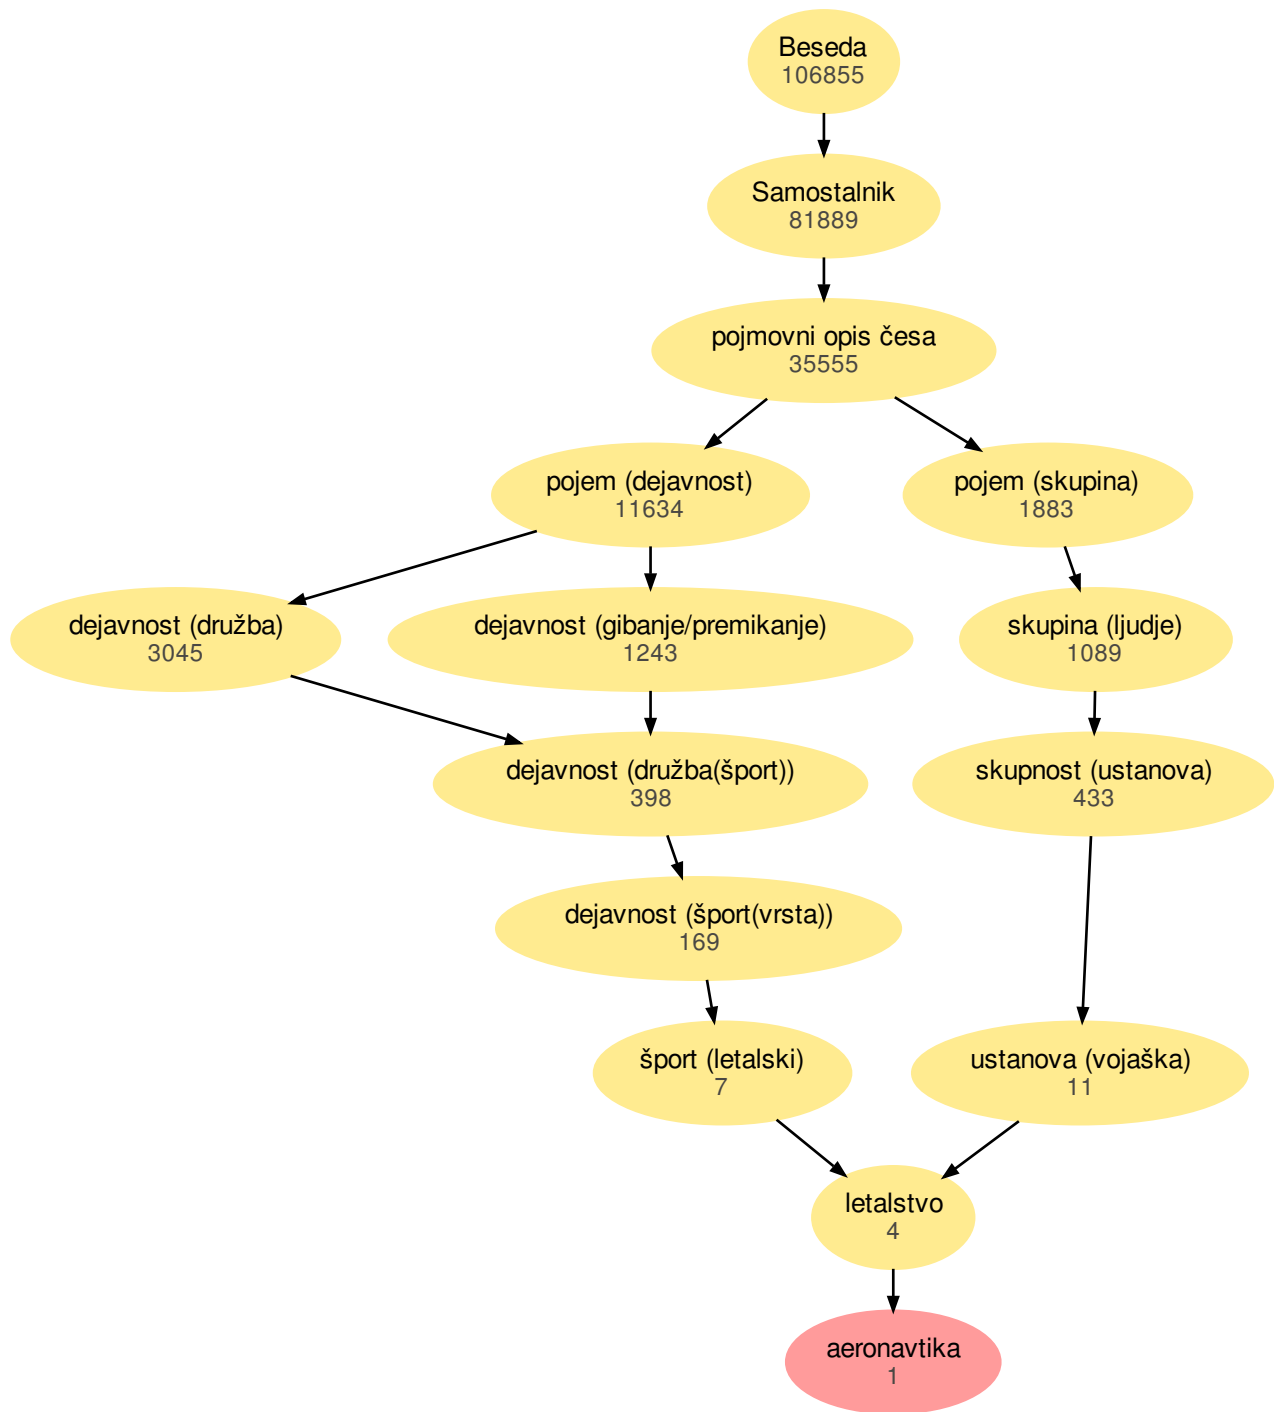 Beseda
106855
Samostalnik
81889
pojmovni opis česa
35555
pojem (dejavnost)
11634
pojem (skupina)
1883
dejavnost (družba)
3045
dejavnost (gibanje/premikanje)
1243
skupina (ljudje)
1089
dejavnost (družba(šport))
398
skupnost (ustanova)
433
dejavnost (šport(vrsta))
169
šport (letalski)
7
ustanova (vojaška)
11
letalstvo
4
aeronavtika
1